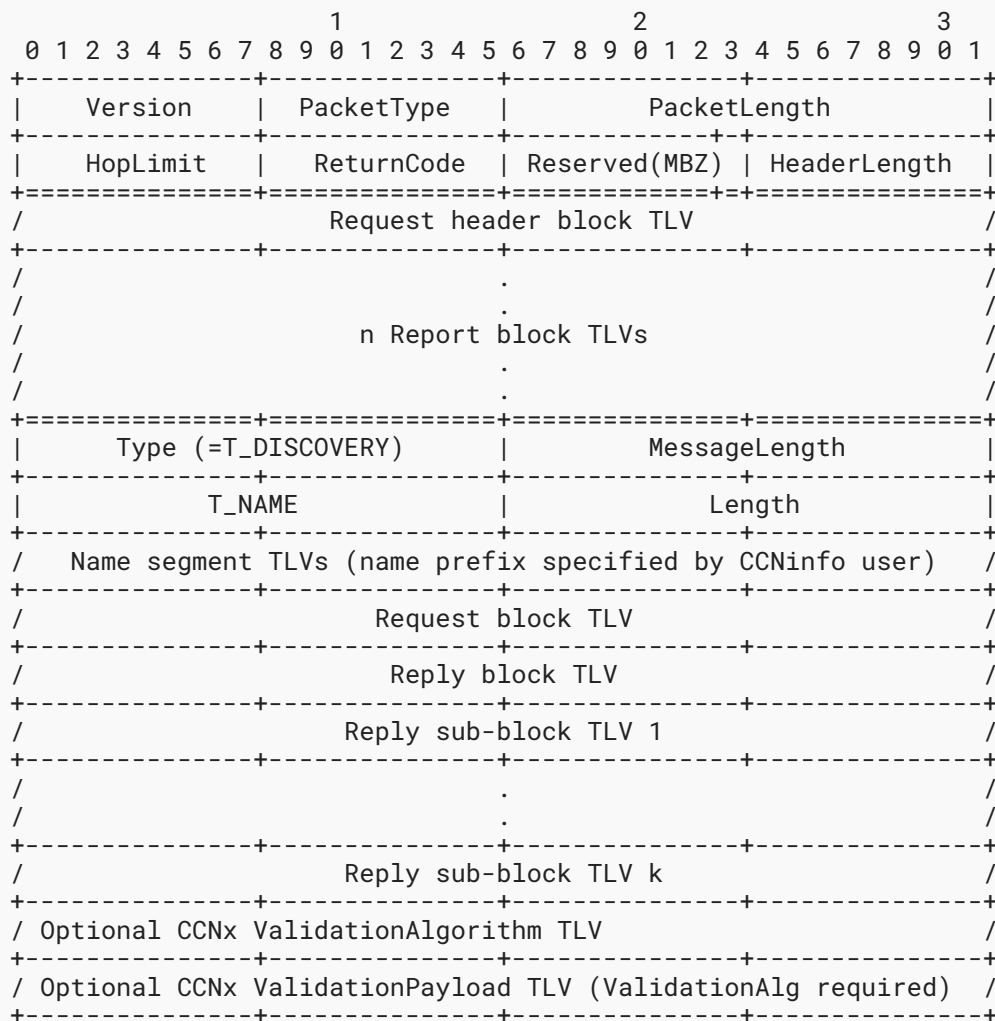 1                   2                   3
 0 1 2 3 4 5 6 7 8 9 0 1 2 3 4 5 6 7 8 9 0 1 2 3 4 5 6 7 8 9 0 1
+---------------+---------------+---------------+---------------+
|    Version    |  PacketType   |         PacketLength          |
+---------------+---------------+-------------+-+---------------+
|    HopLimit   |   ReturnCode  | Reserved(MBZ) | HeaderLength  |
+===============+===============+=============+=+===============+
/                    Request header block TLV                   /
+---------------+---------------+---------------+---------------+
/                               .                               /
/                               .                               /
/                      n Report block TLVs                      /
/                               .                               /
/                               .                               /
+===============+===============+===============+===============+
|      Type (=T_DISCOVERY)      |         MessageLength         |
+---------------+---------------+---------------+---------------+
|            T_NAME             |             Length            |
+---------------+---------------+---------------+---------------+
/   Name segment TLVs (name prefix specified by CCNinfo user)   /
+---------------+---------------+---------------+---------------+
/                       Request block TLV                       /
+---------------+---------------+---------------+---------------+
/                        Reply block TLV                        /
+---------------+---------------+---------------+---------------+
/                     Reply sub-block TLV 1                     /
+---------------+---------------+---------------+---------------+
/                               .                               /
/                               .                               /
+---------------+---------------+---------------+---------------+
/                     Reply sub-block TLV k                     /
+---------------+---------------+---------------+---------------+
/ Optional CCNx ValidationAlgorithm TLV                         /
+---------------+---------------+---------------+---------------+
/ Optional CCNx ValidationPayload TLV (ValidationAlg required)  /
+---------------+---------------+---------------+---------------+